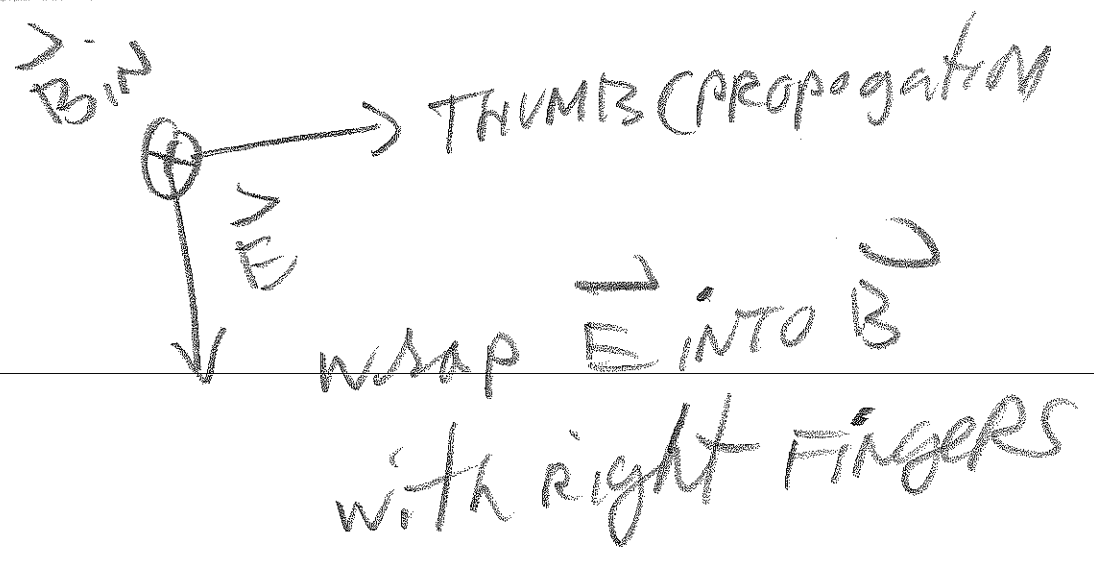 B IN
THUMB (PROPOGATION
E
WRAP E INTO B
WITH RIGHT FINGERS